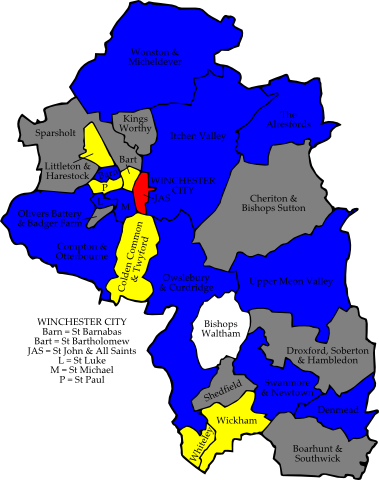 Wonston &
Micheldever
Kings
Worthy
Sparsholt
Itchen Valley
The
Alresfords
Bart
Littleton &
Harestock
P
WINCHESTER
CITY
JAS
L
M
Cheriton &
Bishops Sutton
Olivers Battery
& Badger Farm
Compton &
Otterbourne
Colden Common
& Twyford
Owslebury
& Curdridge
Upper Meon Valley
WINCHESTER CITY
Barn = St Barnabas
Bart = St Bartholomew
JAS = St John & All Saints
L = St Luke
M = St Michael
P = St Paul
Bishops
Waltham
Droxford, Soberton
& Hambledon
Shedfield
Swanmore
& Newtown
Denmead
Wickham
Whiteley
Boarhunt &
Southwick